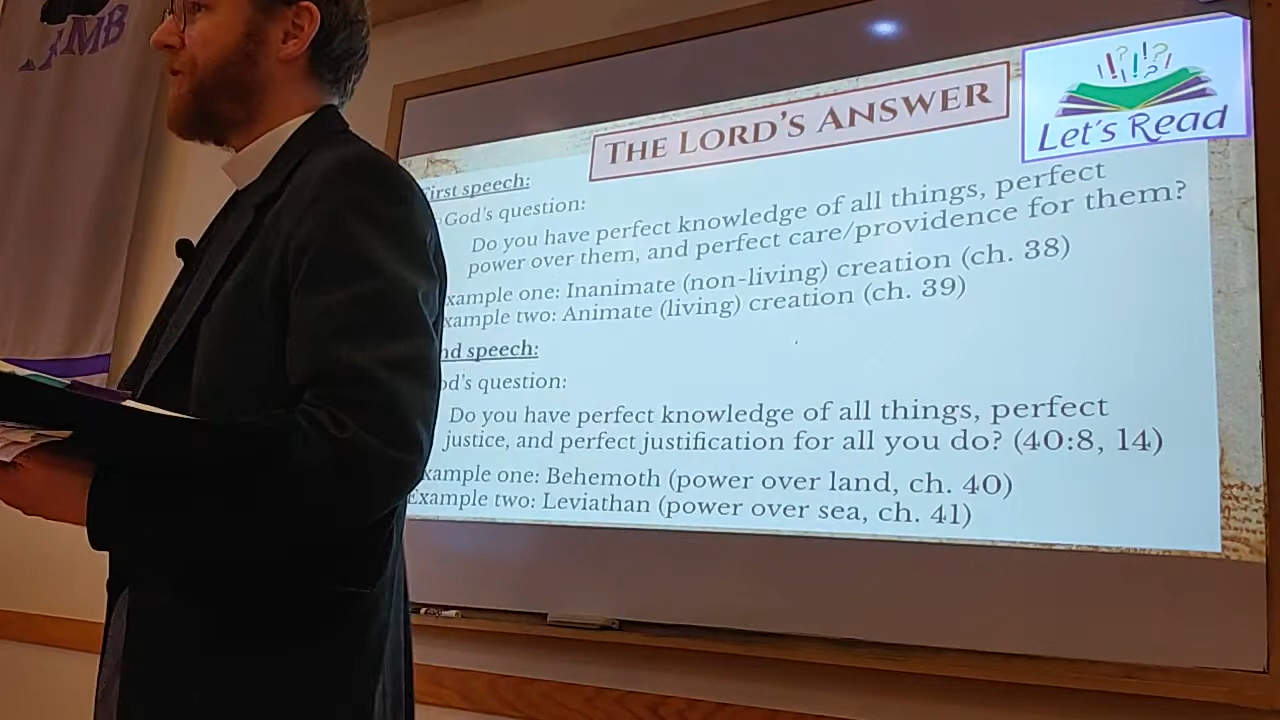 MB
THE LORD'S ANSWER
Let's Read
First speech:
God's question:
Do you have perfect knowledge of all things, perfect
power over them, and perfect care/providence for them?
xample one: Inanimate (non-living) creation (ch. 38)
xample two: Animate (living) creation (ch. 39)
nd speech:
od's question:
Do you have perfect knowledge of all things, perfect
justice, and perfect justification for all you do? (40:8, 14)
xample one: Behemoth (power over land, ch. 40)
Example two: Leviathan (power over sea, ch. 41)